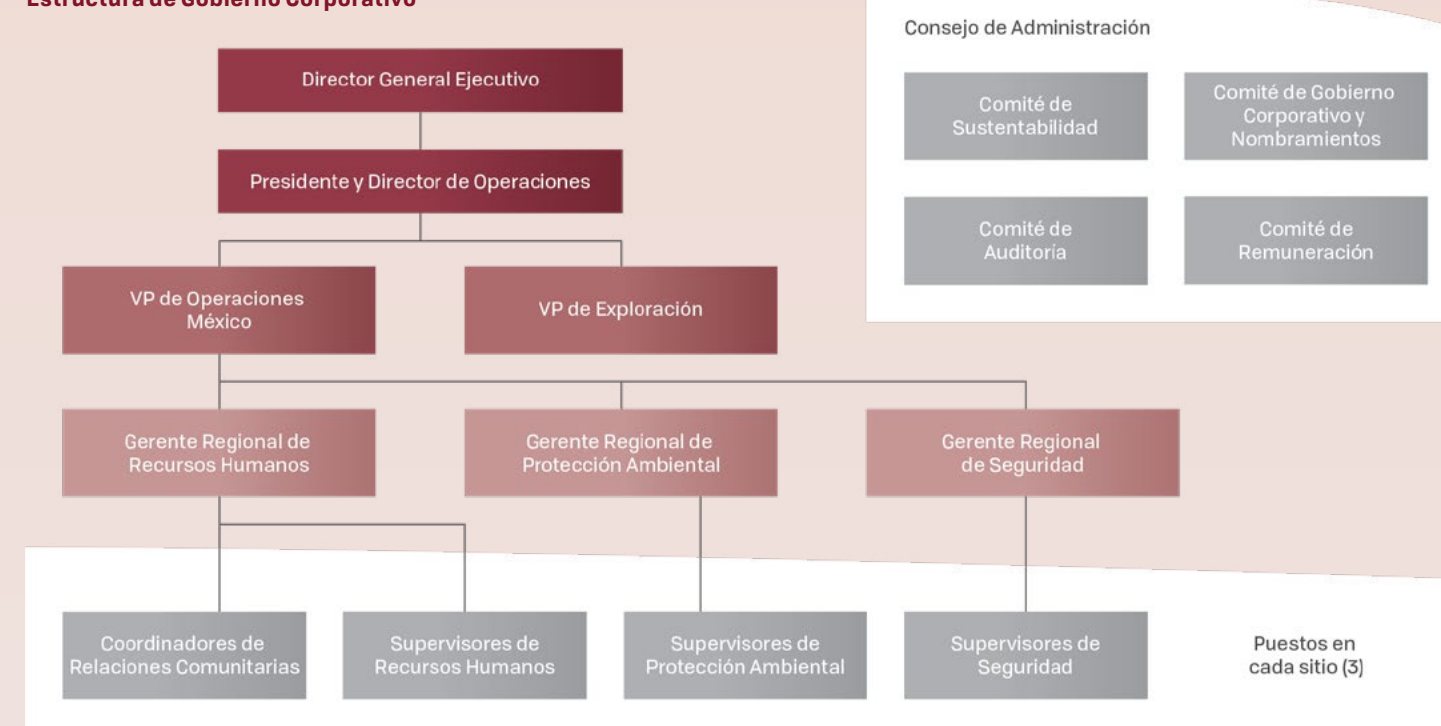 Estructura de Gobierno Corporativo
Director General Ejecutivo
Presidente y Director de Operaciones
VP de Operaciones
México
VP de Exploración
Gerente Regional de
Recursos Humanos
Gerente Regional de
Protección Ambiental
Gerente Regional
de Seguridad
Coordinadores de
Relaciones Comunitarias
Supervisores de
Recursos Humanos
Supervisores de
Protección Ambiental
Supervisores de
Seguridad
Puestos en
cada sitio (3)
Consejo de Administración
Comité de
Sustentabilidad
Comité de Gobierno
Corporativo y
Nombramientos
Comité de
Auditoría
Comité de
Remuneración